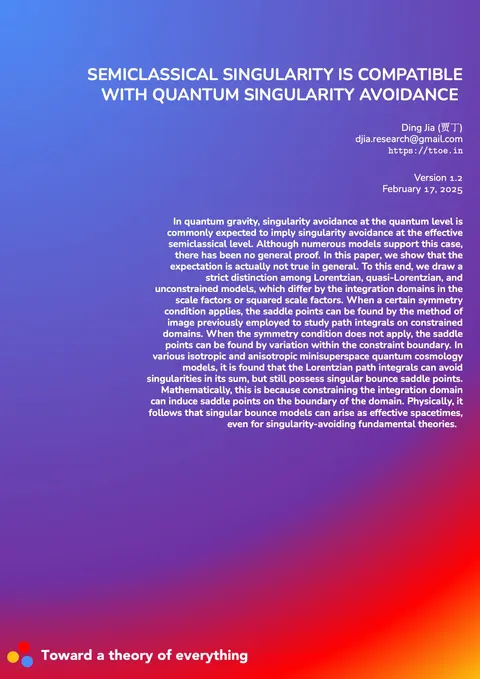 SEMICLASSICAL SINGULARITY IS COMPATIBLE
WITH QUANTUM SINGULARITY AVOIDANCE
Ding Jia (贾丁)
djia.research@gmail.com
https://ttoe.in
Version 1.2
February 17, 2025
In quantum gravity, singularity avoidance at the quantum level is
commonly expected to imply singularity avoidance at the effective
semiclassical level. Although numerous models support this case,
there has been no general proof. In this paper, we show that the
expectation is actually not true in general. To this end, we draw a
strict distinction among Lorentzian, quasi-Lorentzian, and
unconstrained models, which differ by the integration domains in the
scale factors or squared scale factors. When a certain symmetry
condition applies, the saddle points can be found by the method of
image previously employed to study path integrals on constrained
domains. When the symmetry condition does not apply, the saddle
points can be found by variation within the constraint boundary. In
various isotropic and anisotropic minisuperspace quantum cosmology
models, it is found that the Lorentzian path integrals can avoid
singularities in its sum, but still possess singular bounce saddle points.
Mathematically, this is because constraining the integration domain
can induce saddle points on the boundary of the domain. Physically, it
follows that singular bounce models can arise as effective spacetimes,
even for singularity-avoiding fundamental theories.
Toward a theory of everything